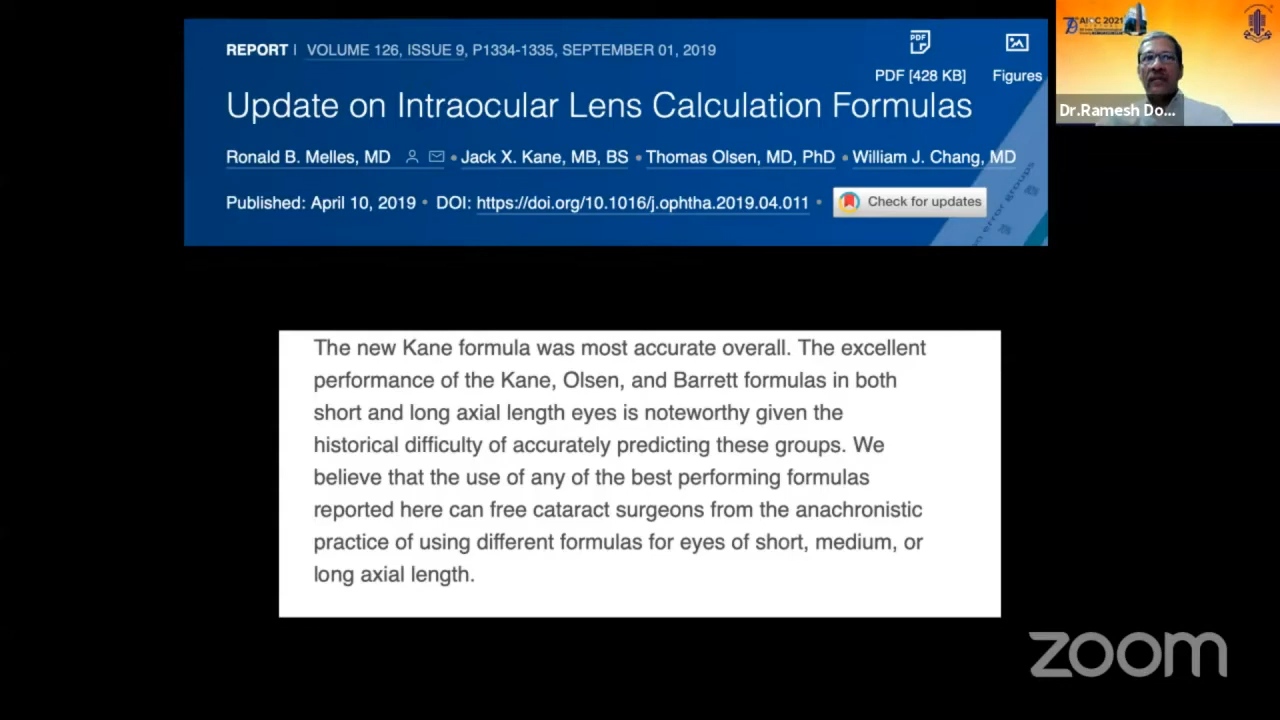 REPORT | VOLUME 126, ISSUE 9, P1334-1335, SEPTEMBER 01, 2019
PDF
PDF [428 KB]
Figures
Update on Intraocular Lens Calculation Formulas
Ronald B. Melles, MD • Jack X. Kane, MB, BS • Thomas Olsen, MD, PhD • William J. Chang, MD
Published: April 10, 2019 • DOI: https://doi.org/10.1016/j.ophtha.2019.04.011 •
Check for updates
error groups
AIOC 2021
Dr.Ramesh Do...
The new Kane formula was most accurate overall. The excellent
performance of the Kane, Olsen, and Barrett formulas in both
short and long axial length eyes is noteworthy given the
historical difficulty of accurately predicting these groups. We
believe that the use of any of the best performing formulas
reported here can free cataract surgeons from the anachronistic
practice of using different formulas for eyes of short, medium, or
long axial length.
zoom